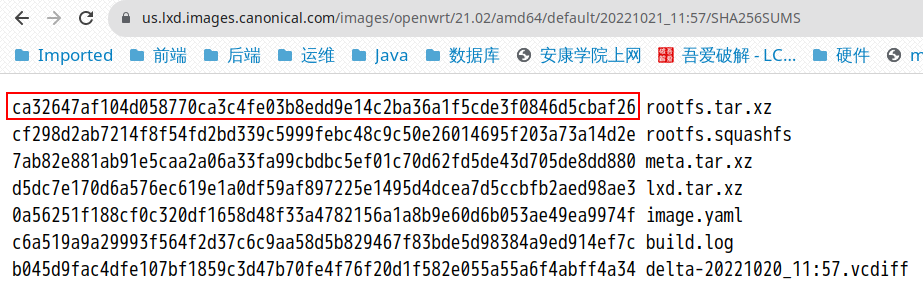 us.lxd.images.canonical.com/images/openwrt/21.02/amd64/default/20221021_11:57/SHA256SUMS
Imported 前端 后端 运维 Java 数据库 安康学院上网 吾爱破解 - LC... 硬件
ca32647af104d058770ca3c4fe03b8edd9e14c2ba36a1f5cde3f0846d5cbaf26 rootfs.tar.xz
cf298d2ab7214f8f54fd2bd339c5999febc48c9c50e26014695f203a73a14d2e rootfs.squashfs
7ab82e881ab91e5caa2a06a33fa99cbdbc5ef01c70d62fd5de43d705de8dd880 meta.tar.xz
d5dc7e170d6a576ec619e1a0df59af897225e1495d4dcea7d5ccbfb2aed98ae3 lxd.tar.xz
0a56251f188cf0c320df1658d48f33a4782156a1a8b9e60d6b053ae49ea9974f image.yaml
c6a519a9a29993f564f2d37c6c9aa58d5b829467f83bde5d98384a9ed914ef7c build.log
b045d9fac4dfe107bf1859c3d47b70fe4f76f20d1f582e055a55a6f4abff4a34 delta-20221020_11:57.vcdiff